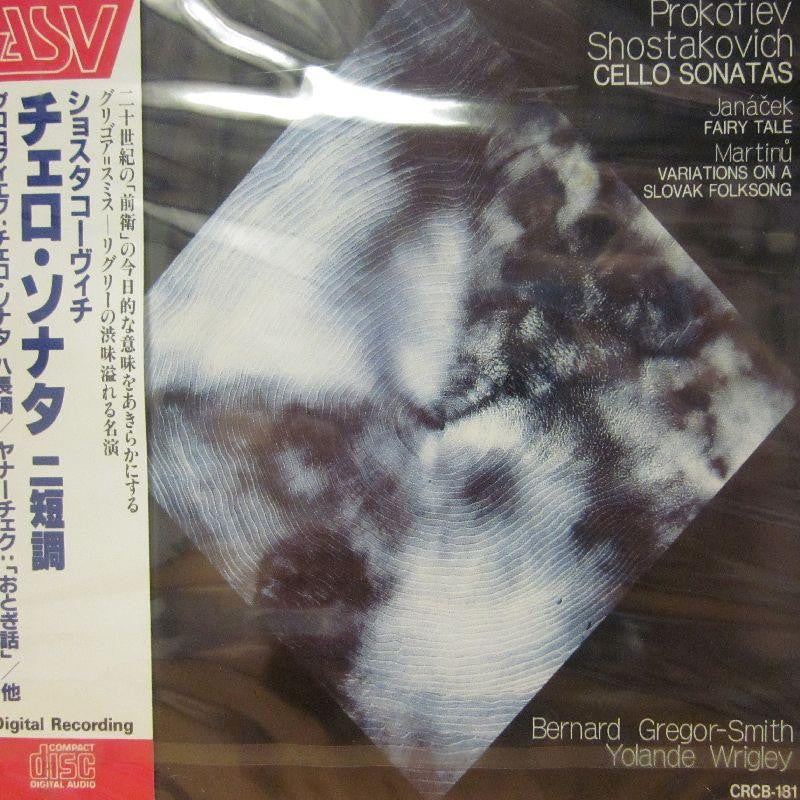 ASV
ショスタコーヴィチ
チェロ・ソナタ ニ短調
プロコフィエフ:チェロ・ソナタ ハ長調/ヤナーチェク:「おとぎ話」/他
二十世紀の「前衛」の今日的な意味をあきらかにする
グリゴア=スミス―リグリーの渋味溢れる名演
Digital Recording
COMPACT
disc
DIGITAL AUDIO
Prokofiev
Shostakovich
CELLO SONATAS
Janáček
FAIRY TALE
Martinů
VARIATIONS ON A
SLOVAK FOLKSONG
Bernard Gregor-Smith
Yolande Wrigley
CRCB-181